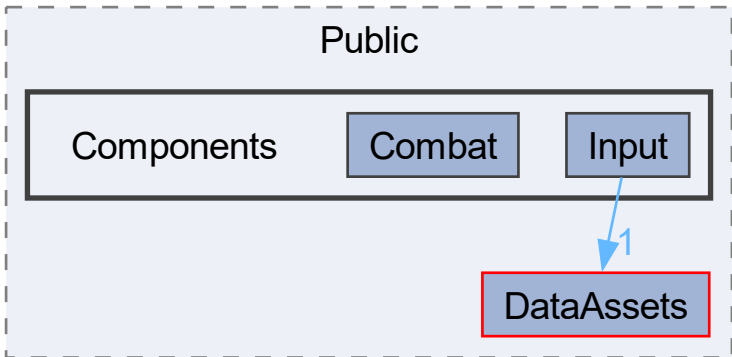 Public
Components
Combat
Input
1
DataAssets